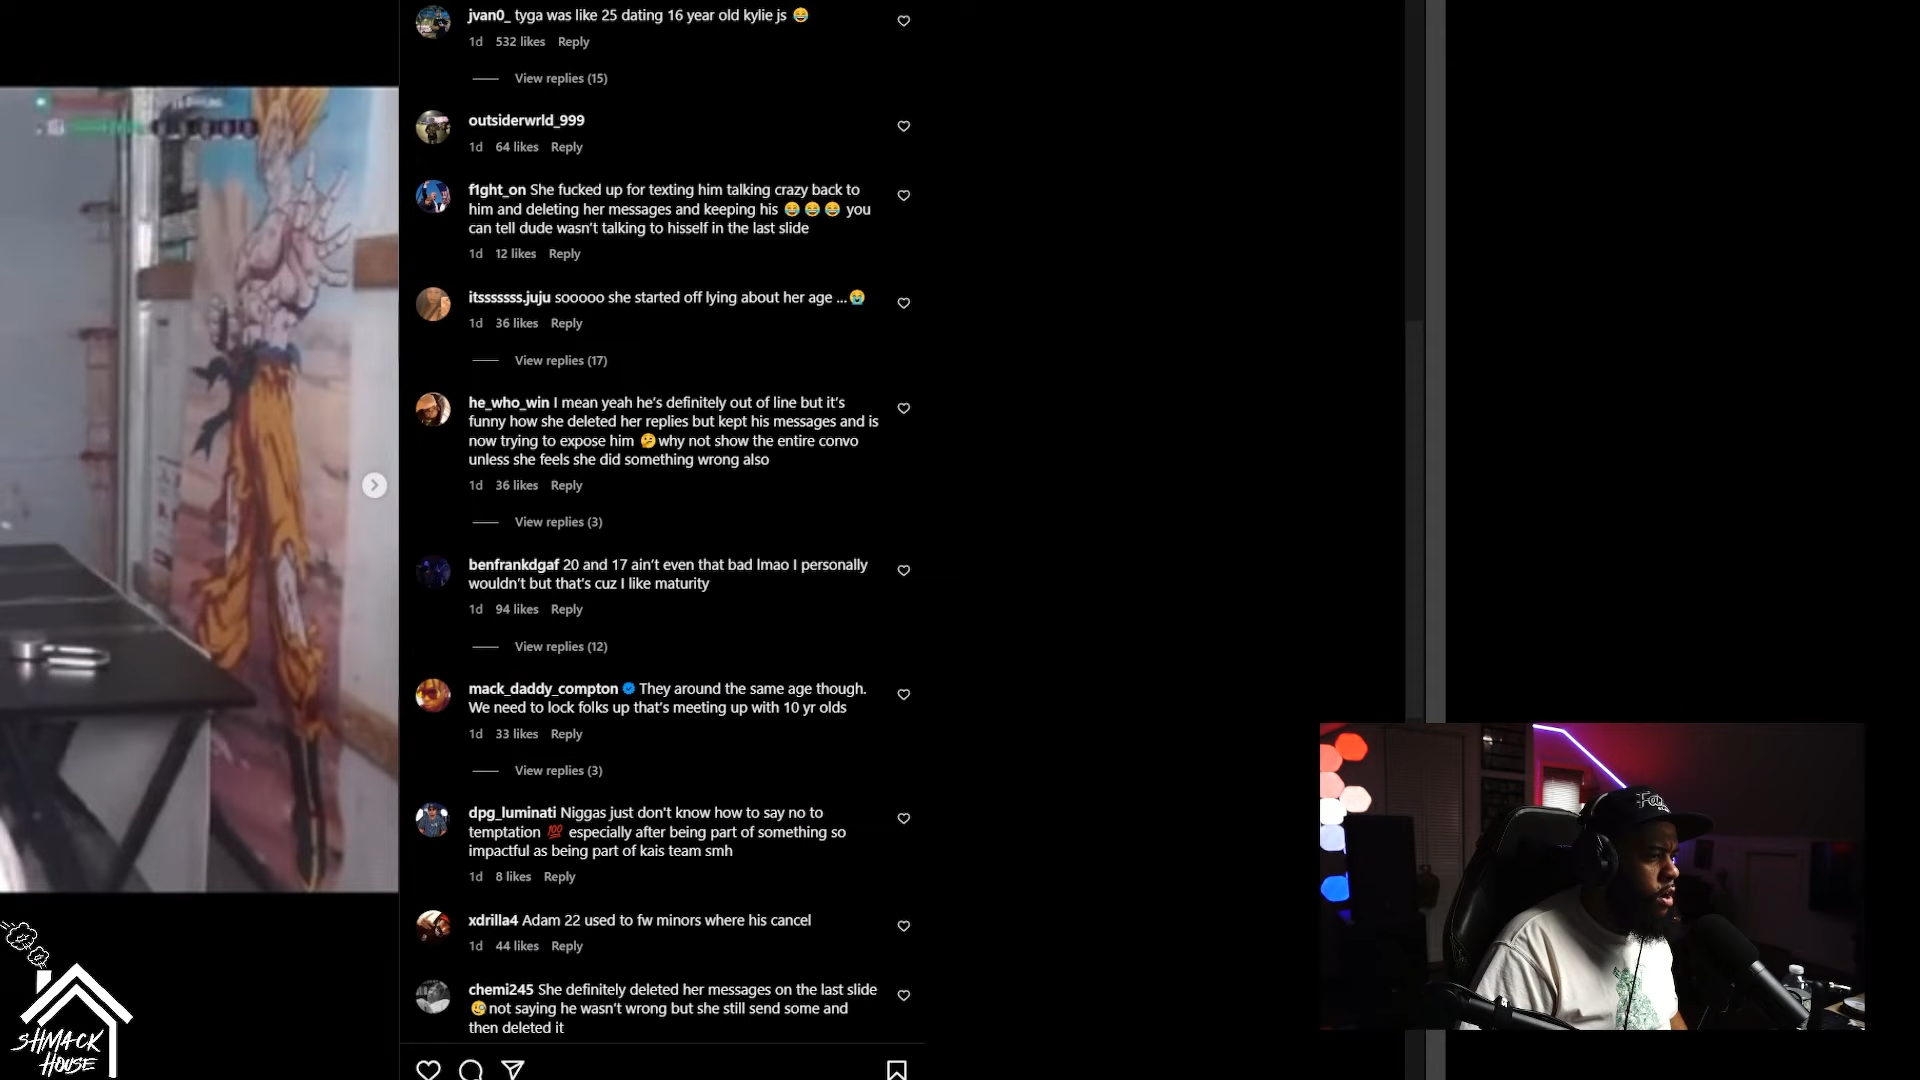 jvan0_ tyga was like 25 dating 16 year old kylie js 😂
1d 532 likes Reply
View replies (15)
outsiderwrld_999
1d 64 likes Reply
f1ght_on She fucked up for texting him talking crazy back to
him and deleting her messages and keeping his 😂😂😂 you
can tell dude wasn't talking to hisself in the last slide
1d 12 likes Reply
itsssssss.juju sooooo she started off lying about her age ...😭
1d 36 likes Reply
View replies (17)
he_who_win I mean yeah he's definitely out of line but it's
funny how she deleted her replies but kept his messages and is
now trying to expose him 🤔why not show the entire convo
unless she feels she did something wrong also
1d 36 likes Reply
View replies (3)
benfrankdgaf 20 and 17 ain't even that bad lmao I personally
wouldn't but that's cuz I like maturity
1d 94 likes Reply
View replies (12)
mack_daddy_compton They around the same age though.
We need to lock folks up that's meeting up with 10 yr olds
1d 33 likes Reply
View replies (3)
dpg_luminati Niggas just don't know how to say no to
temptation 💯 especially after being part of something so
impactful as being part of kais team smh
1d 8 likes Reply
xdrilla4 Adam 22 used to fw minors where his cancel
1d 44 likes Reply
chemi245 She definitely deleted her messages on the last slide
🧐not saying he wasn't wrong but she still send some and
then deleted it
SHMACK
HOUSE